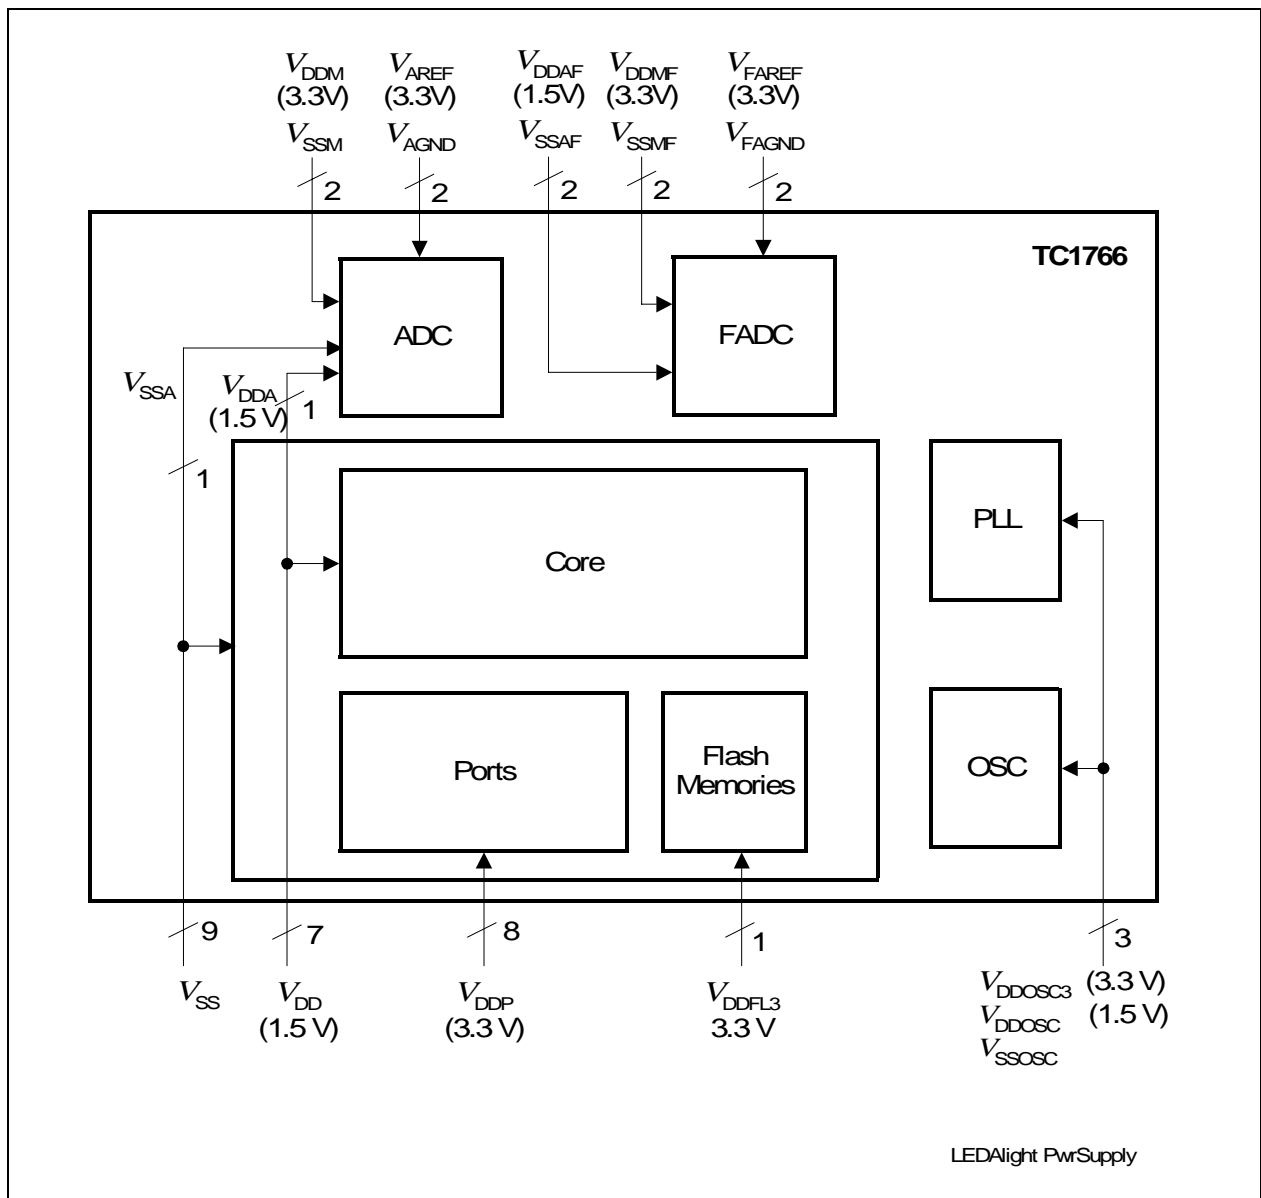 VDDM VAREF VDDAF VDDMF VFAREF
(3.3V) (3.3V) (1.5V) (3.3V) (3.3V)
VSSM VAGND VSSAF VSSMF VFAGND
2 2 2 2 2
TC1766
ADC FADC
VSSA VDDA 1
(1.5 V)
1
PLL
Core
Flash
Memories
Ports
OSC
9 7 8 1 3
VSS VDD VDDP VDDFL3 VDDOSC3 (3.3 V)
(1.5 V) (3.3 V) 3.3 V VDDOSC (1.5 V)
VSSOSC
LEDAlight PwrSupply